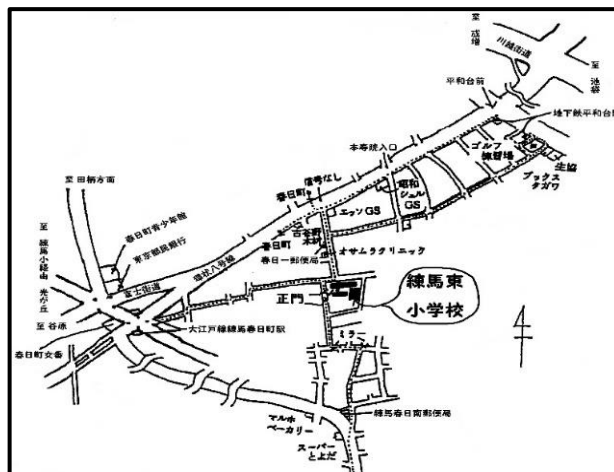 至 成増
川越街道
至 池袋
平和台前
地下鉄平和台駅
本寿院入口
ゴルフ
練習場
生協
ブックス
タガワ
至 田柄方面
信号なし
春日町
昭和
シェル
GS
エッソンGS
春日町青少年館
東京都民銀行
至 練馬小経由 光が丘
古谷野
木材
春日町
オサムラクリニック
春日一郵便局
環状八号線
富士街道
練馬東
小学校
正門
至谷原
大江戸線練馬春日町駅
春日町交番
ミラー
練馬春日南郵便局
マルホ
ベーカリー
スーパー
とよだ